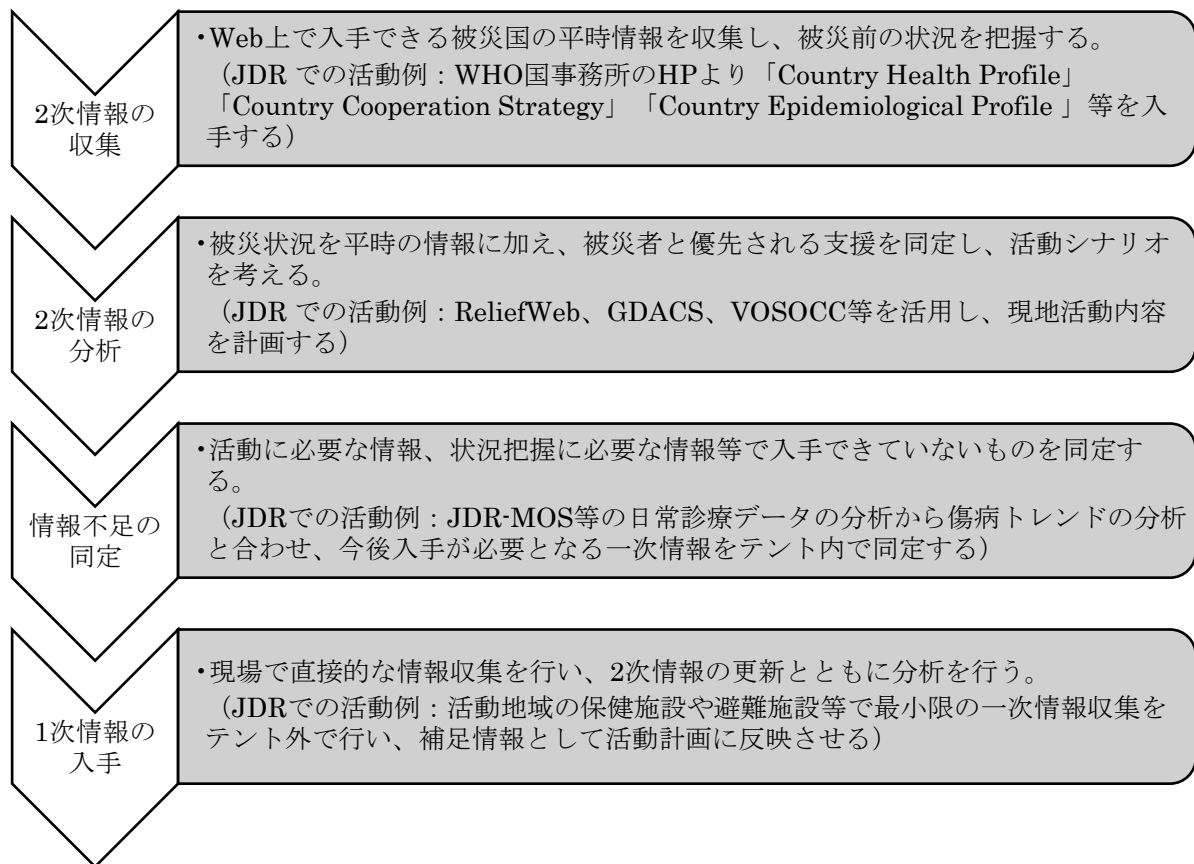 2次情報の
収集
・Web上で入手できる被災国の平時情報を収集し、被災前の状況を把握する。
（JDR での活動例：WHO国事務所のHPより「Country Health Profile」
「Country Cooperation Strategy」「Country Epidemiological Profile 」等を入
手する）
2次情報の
分析
・被災状況を平時の情報に加え、被災者と優先される支援を同定し、活動シナリオ
を考える。
（JDR での活動例：ReliefWeb、GDACS、VOSOCC等を活用し、現地活動内容
を計画する）
情報不足の
同定
・活動に必要な情報、状況把握に必要な情報等で入手できていないものを同定す
る。
（JDRでの活動例：JDR-MOS等の日常診療データの分析から傷病トレンドの分析
と合わせ、今後入手が必要となる一次情報をテント内で同定する）
1次情報の
入手
・現場で直接的な情報収集を行い、2次情報の更新とともに分析を行う。
（JDRでの活動例：活動地域の保健施設や避難施設等で最小限の一次情報収集を
テント外で行い、補足情報として活動計画に反映させる）